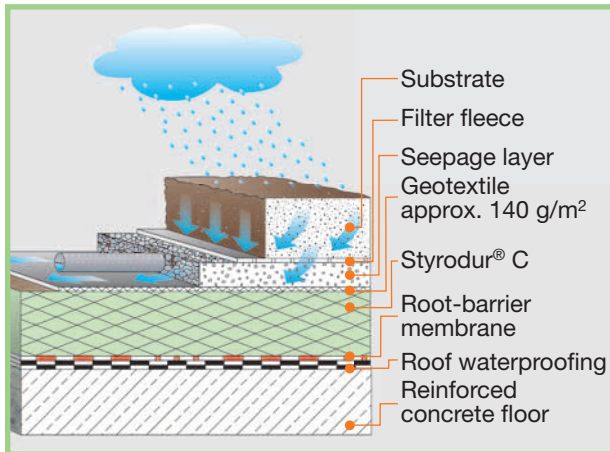 Substrate
Filter fleece
Seepage layer
Geotextile
approx. 140 g/m²
Styrodur® C
Root-barrier
membrane
Roof waterproofing
Reinforced
concrete floor